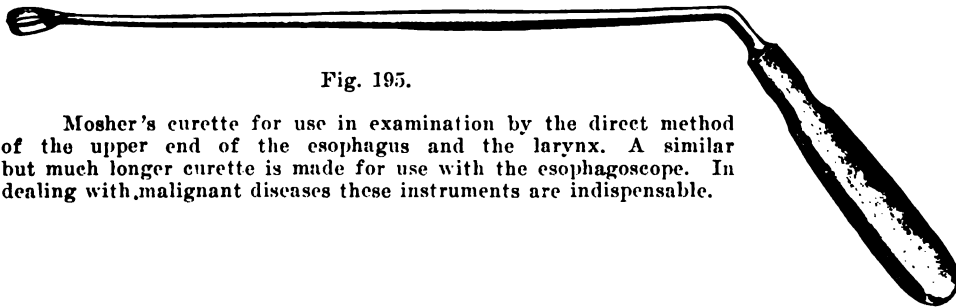 Fig. 195.
Mosher's curette for use in examination by the direct method
of the upper end of the esophagus and the larynx. A similar
but much longer curette is made for use with the esophagoscope. In
dealing with malignant diseases these instruments are indispensable.